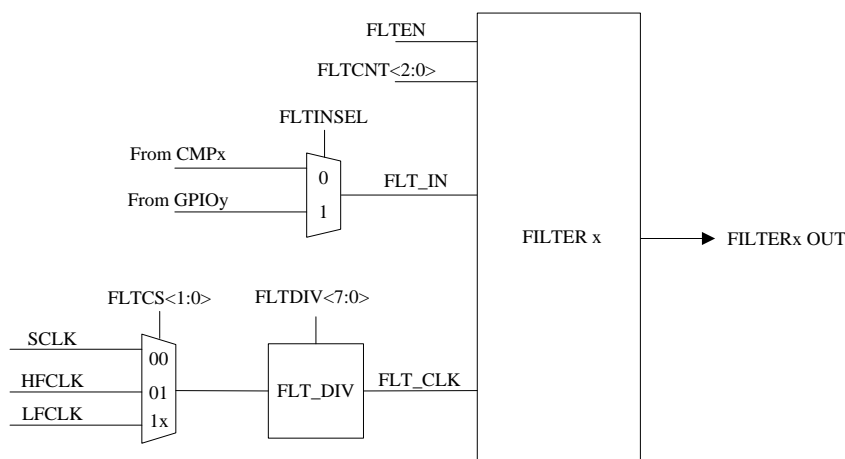 FLTEN
FLTCNT<2:0>
FLTINSEL
From CMPx
0
FLT_IN
From GPIOy
1
FILTER x
FILTERx OUT
FLTCS<1:0>
FLTDIV<7:0>
SCLK
00
HFCLK
01
FLT_DIV
FLT_CLK
LFCLK
1x